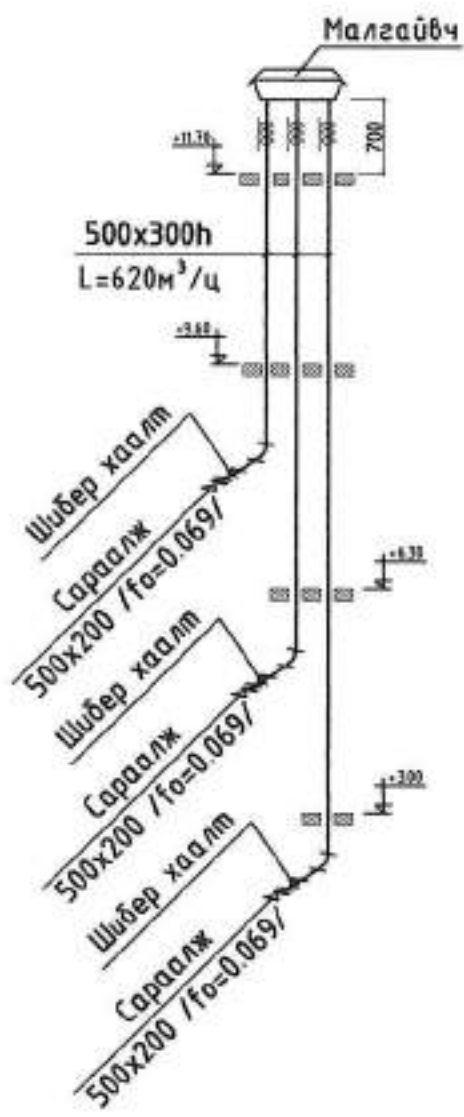 Малгайвч
700
+11.70
500x300h
L=620м³/ц
+9.60
Шибер хаалт
Сараалж
500x200 /fo=0.069/
+6.30
Шибер хаалт
Сараалж
500x200 /fo=0.069/
+3.00
Шибер хаалт
Сараалж
500x200 /fo=0.069/